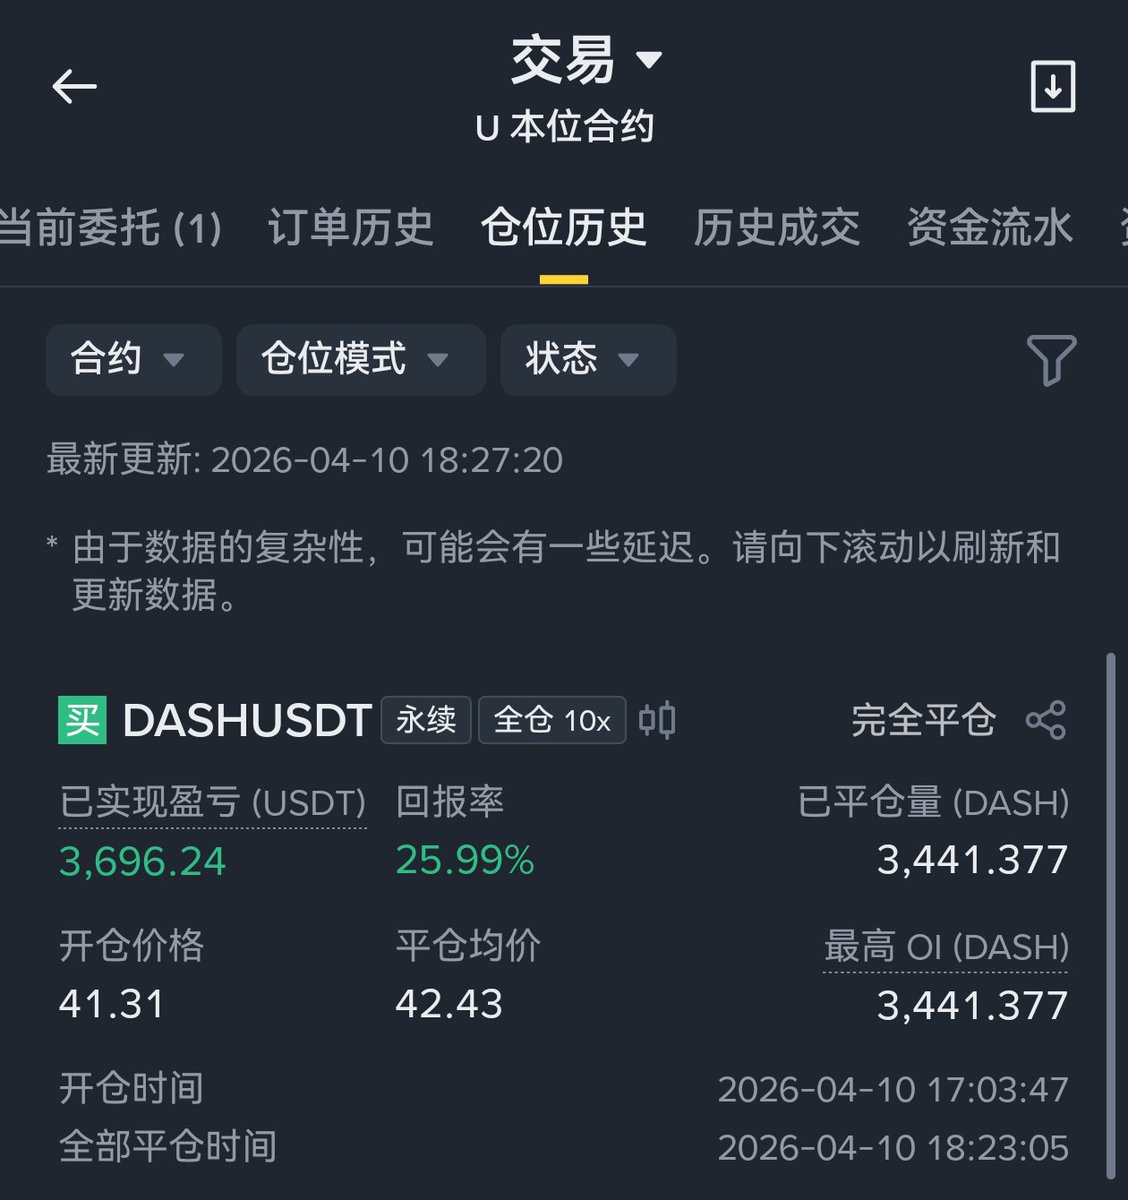 交易
U 本位合约
当前委托 (1) 订单历史 仓位历史 历史成交 资金流水
合约 仓位模式 状态
最新更新: 2026-04-10 18:27:20
* 由于数据的复杂性，可能会有一些延迟。请向下滚动以刷新和
更新数据。
买 DASHUSDT 永续 全仓 10x 完全平仓
已实现盈亏 (USDT) 回报率 已平仓量 (DASH)
3,696.24 25.99% 3,441.377
开仓价格 平仓均价 最高 OI (DASH)
41.31 42.43 3,441.377
开仓时间 2026-04-10 17:03:47
全部平仓时间 2026-04-10 18:23:05